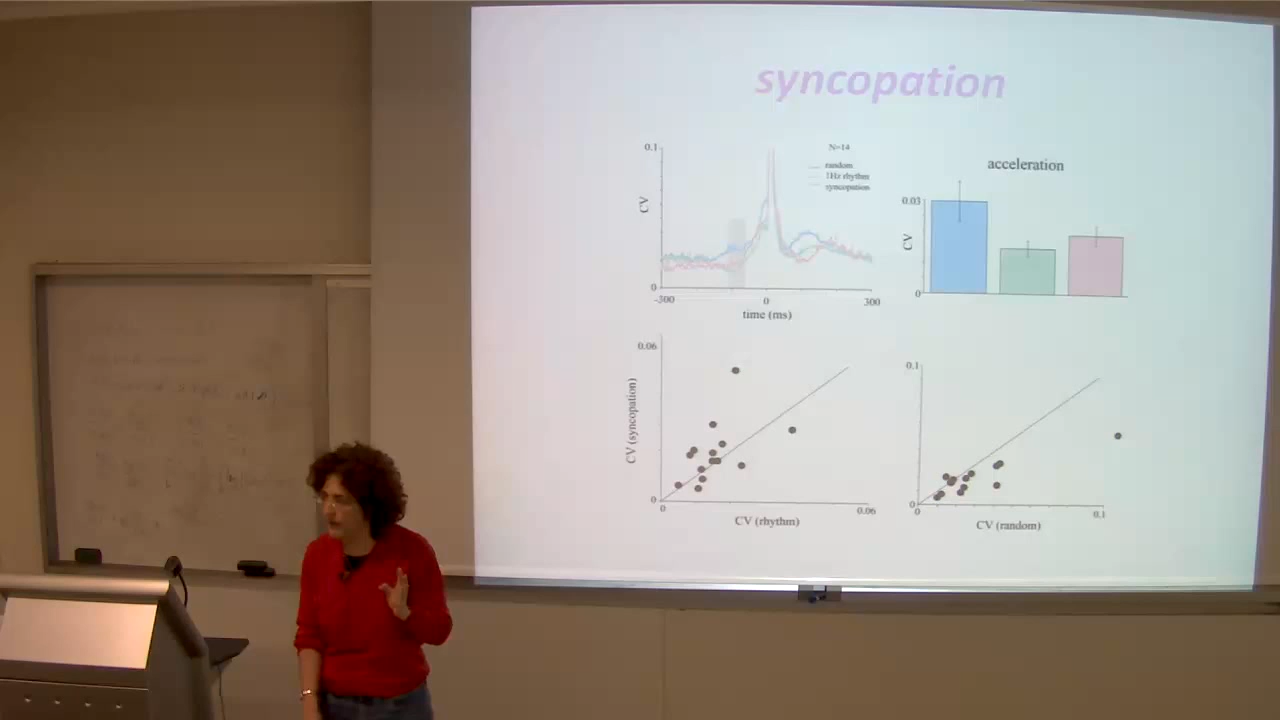 syncopation
0.1
CV
0
-300
0
300
time (ms)
N=14
random
1Hz rhythm
syncopation
acceleration
0.03
CV
0
0.06
CV (syncopation)
0
0
0.06
CV (rhythm)
0.1
0
0
0.1
CV (random)